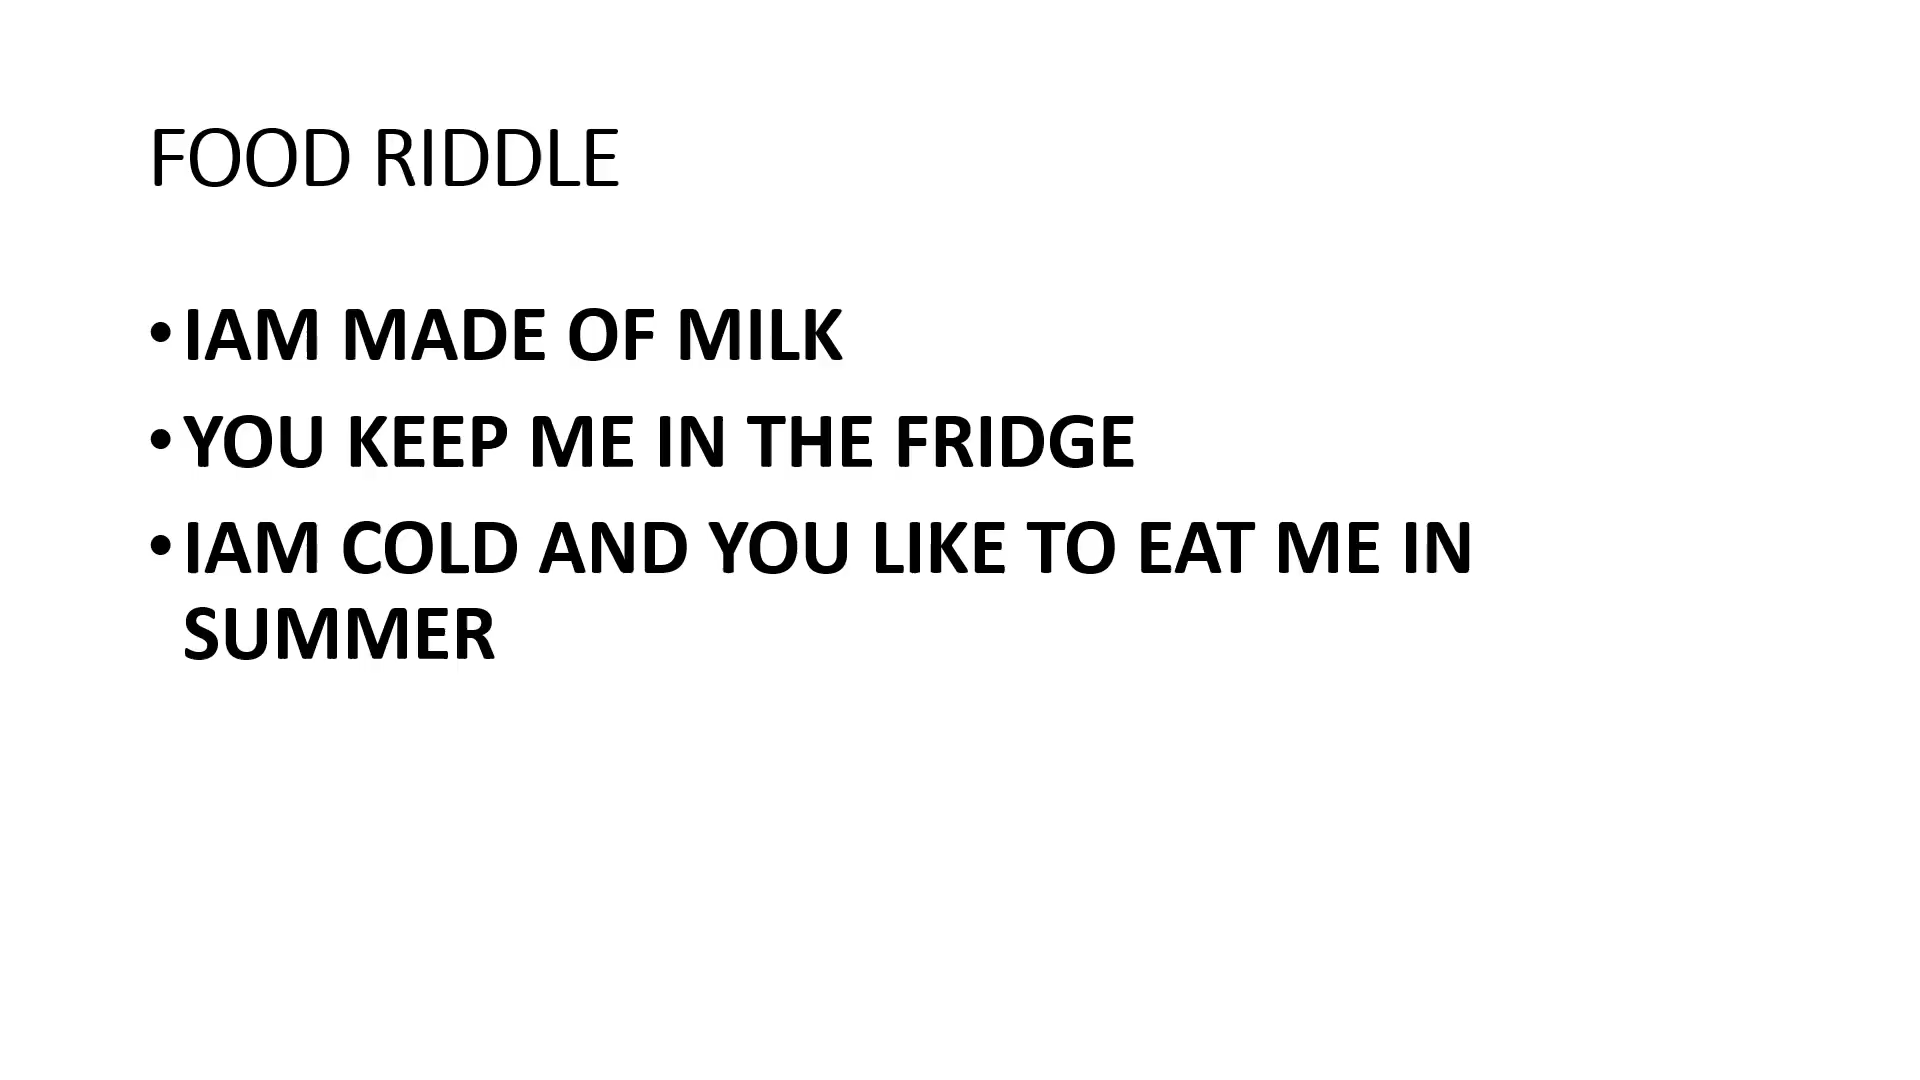 FOOD RIDDLE
• IAM MADE OF MILK
• YOU KEEP ME IN THE FRIDGE
• IAM COLD AND YOU LIKE TO EAT ME IN
SUMMER